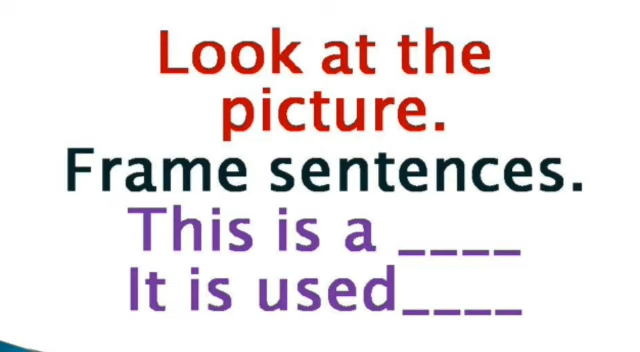 Look at the
picture.
Frame sentences.
This is a ____
It is used____